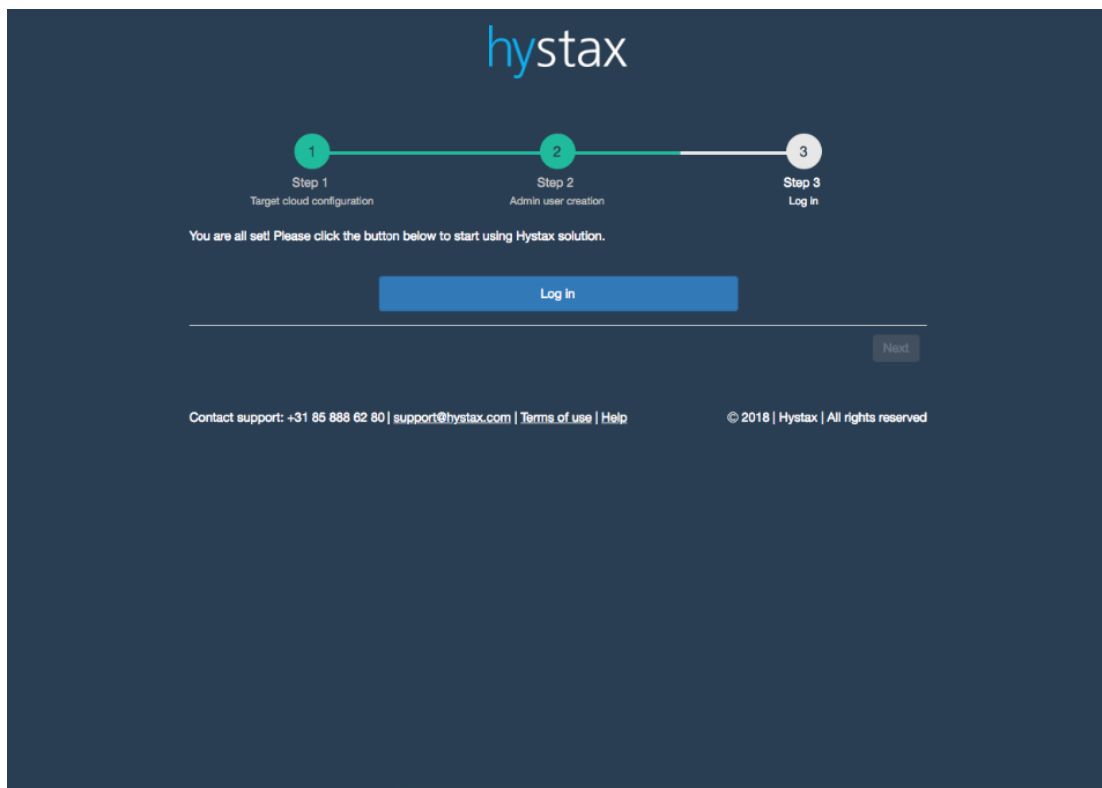 hystax
1 2 3
Step 1 Step 2 Step 3
Target cloud configuration Admin user creation Log in
You are all set! Please click the button below to start using Hystax solution.
Log in
Next
Contact support: +31 85 888 62 80 | support@hystax.com | Terms of use | Help © 2018 | Hystax | All rights reserved